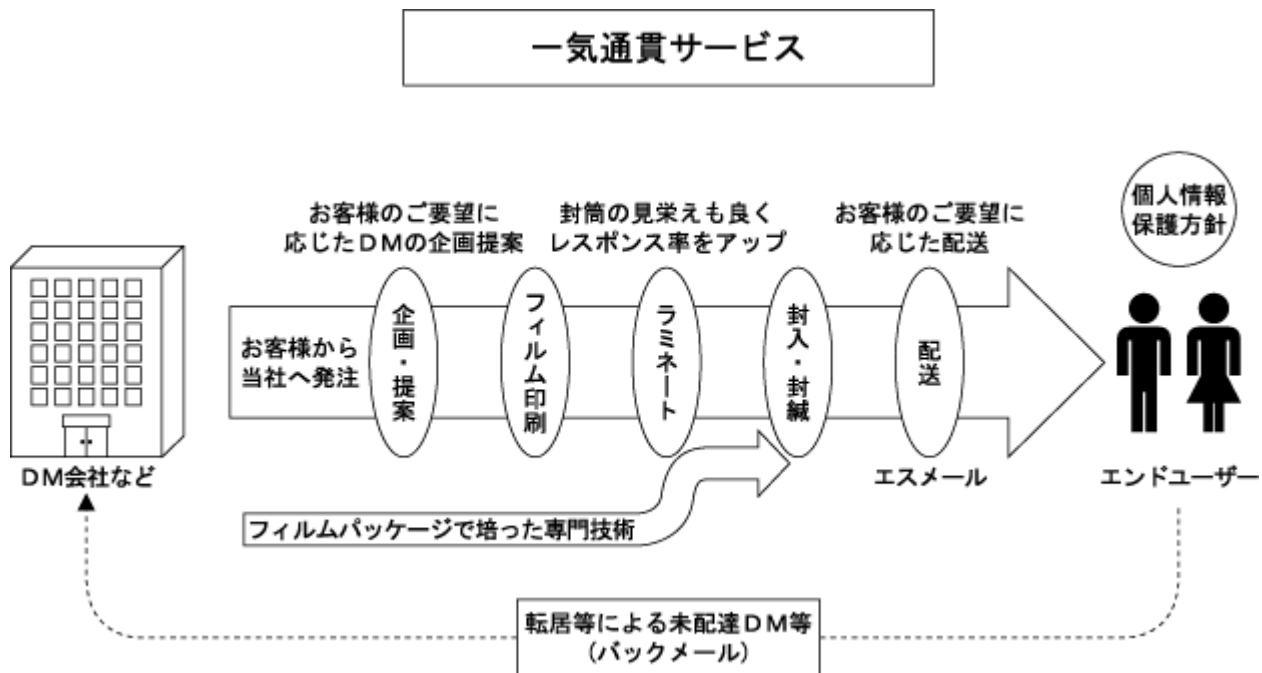 一気通貫サービス
個人情報
保護方針
お客様のご要望に
応じたDMの企画提案
封筒の見栄えも良く
レスポンス率をアップ
お客様のご要望に
応じた配送
お客様から
当社へ発注
企画・提案
フィルム印刷
ラミネート
封入・封緘
配送
DM会社など
エスメール
エンドユーザー
フィルムパッケージで培った専門技術
転居等による未配達DM等
(バックメール)